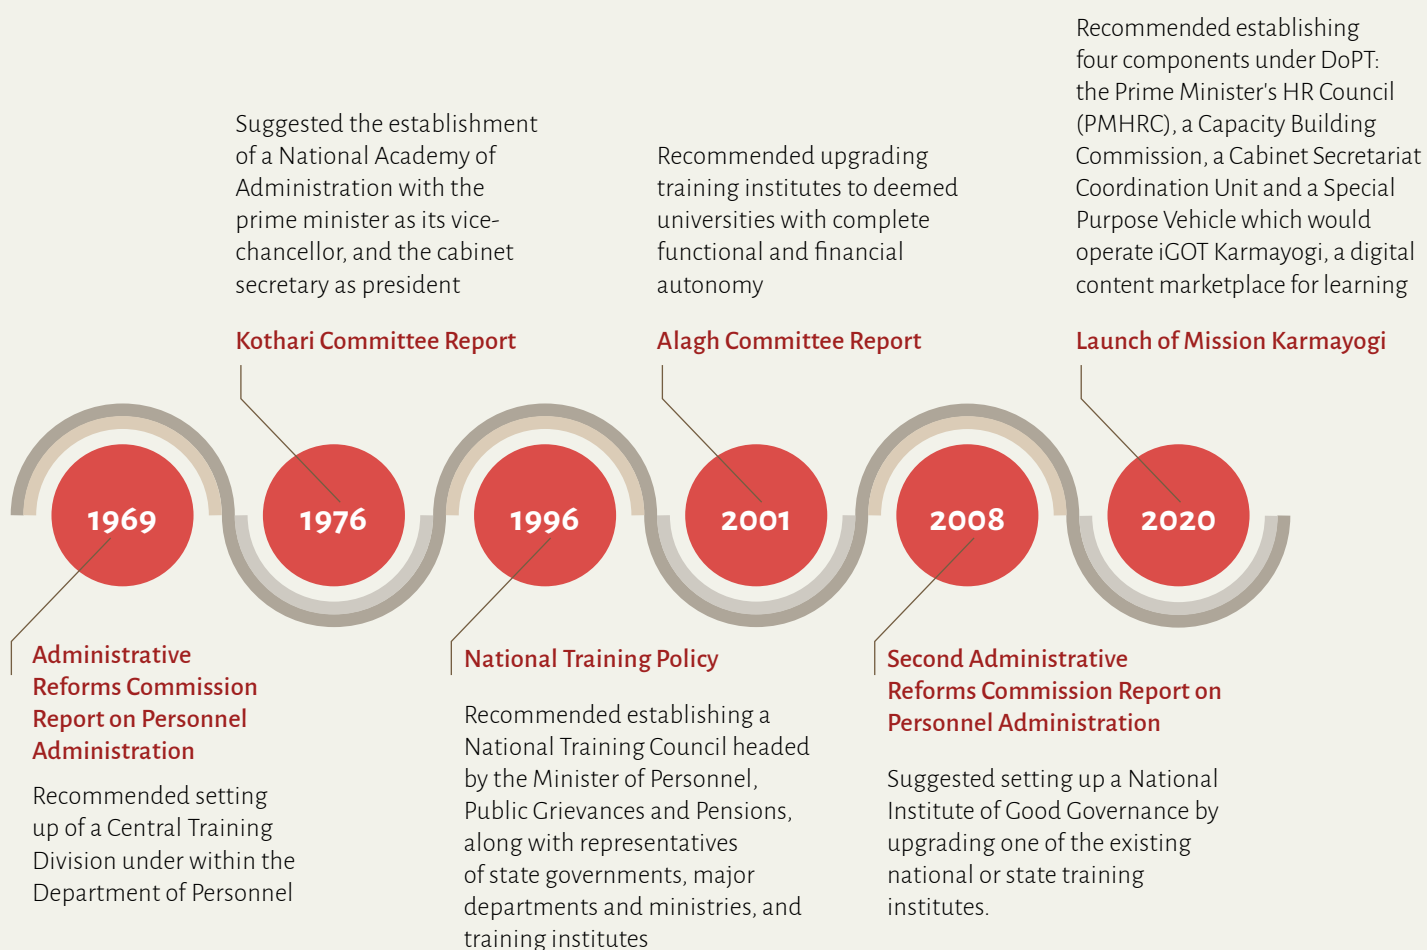 Recommended establishing
four components under DoPT:
the Prime Minister's HR Council
(PMHRC), a Capacity Building
Commission, a Cabinet Secretariat
Coordination Unit and a Special
Purpose Vehicle which would
operate iGOT Karmayogi, a digital
content marketplace for learning
Launch of Mission Karmayogi
Suggested the establishment
of a National Academy of
Administration with the
prime minister as its vice-
chancellor, and the cabinet
secretary as president
Kothari Committee Report
Recommended upgrading
training institutes to deemed
universities with complete
functional and financial
autonomy
Alagh Committee Report
1969
1976
1996
2001
2008
2020
Administrative
Reforms Commission
Report on Personnel
Administration
Recommended setting
up of a Central Training
Division under within the
Department of Personnel
National Training Policy
Recommended establishing a
National Training Council headed
by the Minister of Personnel,
Public Grievances and Pensions,
along with representatives
of state governments, major
departments and ministries, and
training institutes
Second Administrative
Reforms Commission Report on
Personnel Administration
Suggested setting up a National
Institute of Good Governance by
upgrading one of the existing
national or state training
institutes.